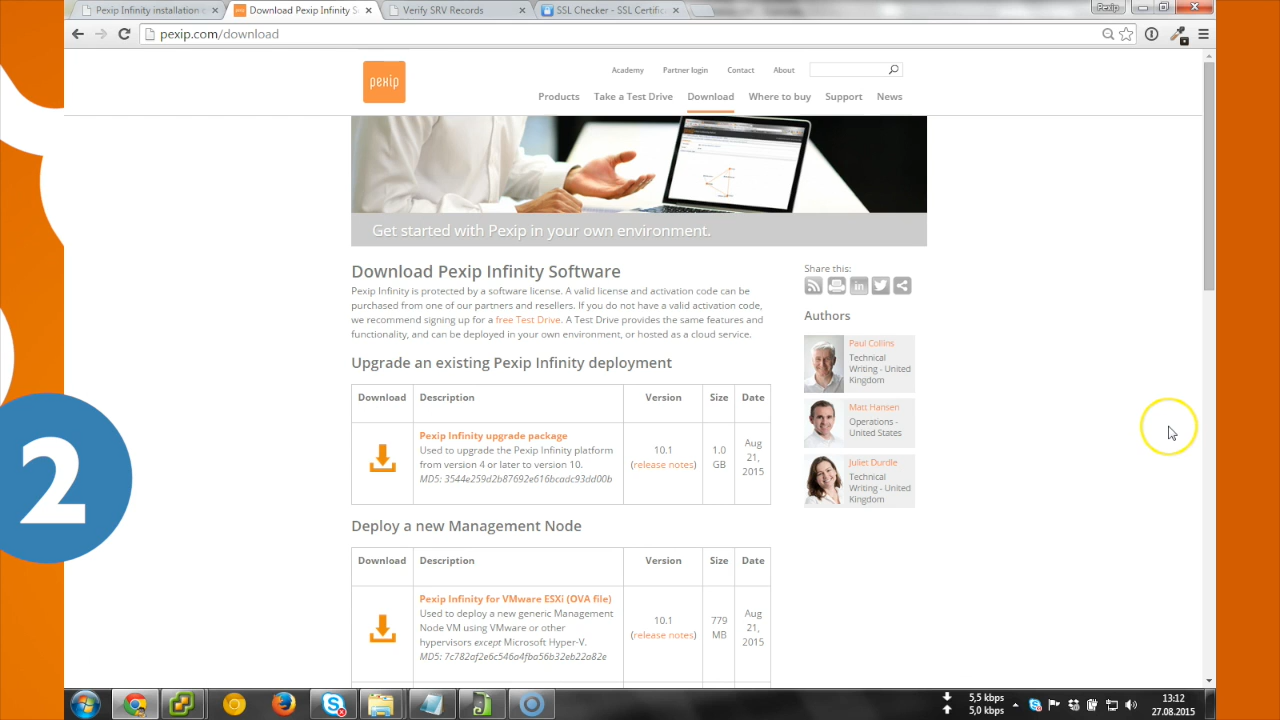 Pexip Infinity installation c
Download Pexip Infinity S
Verify SRV Records
SSL Checker - SSL Certific
Pexip
pexip.com/download
pexip
Academy Partner login Contact About
Products Take a Test Drive Download Where to buy Support News
Get started with Pexip in your own environment.
Download Pexip Infinity Software
Pexip Infinity is protected by a software license. A valid license and activation code can be
purchased from one of our partners and resellers. If you do not have a valid activation code,
we recommend signing up for a free Test Drive. A Test Drive provides the same features and
functionality, and can be deployed in your own environment, or hosted as a cloud service.
Share this:
Authors
Paul Collins
Technical
Writing - United
Kingdom
Matt Hansen
Operations -
United States
Juliet Durdle
Technical
Writing - United
Kingdom
Upgrade an existing Pexip Infinity deployment
Download Description Version Size Date
Pexip Infinity upgrade package
Used to upgrade the Pexip Infinity platform
from version 4 or later to version 10.
MD5: 3544e259d2b87692e616bcadc93dd00b
10.1
(release notes)
1.0
GB
Aug
21,
2015
Deploy a new Management Node
Download Description Version Size Date
Pexip Infinity for VMware ESXi (OVA file)
Used to deploy a new generic Management
Node VM using VMware or other
hypervisors except Microsoft Hyper-V.
MD5: 7c782af2e6c546a4fba56b32eb22a82e
10.1
(release notes)
779
MB
Aug
21,
2015
2
5,5 kbps
5,0 kbps
13:12
27.08.2015